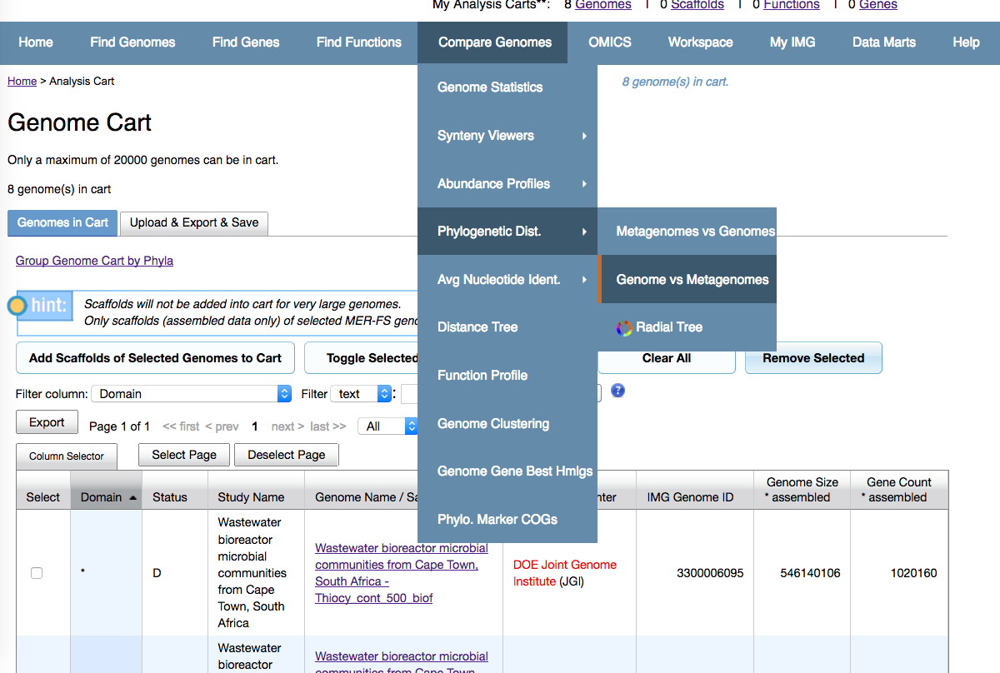 My Analysis Carts**: 8 Genomes | 0 Scaffolds | 0 Functions | 0 Genes
Home Find Genomes Find Genes Find Functions Compare Genomes OMICS Workspace My IMG Data Marts Help
Home > Analysis Cart
8 genome(s) in cart.
Genome Cart
Only a maximum of 20000 genomes can be in cart.
8 genome(s) in cart
Genomes in Cart Upload & Export & Save
Group Genome Cart by Phyla
hint: Scaffolds will not be added into cart for very large genomes.
Only scaffolds (assembled data only) of selected MER-FS
Genome Statistics
Synteny Viewers
Abundance Profiles
Phylogenetic Dist.
Avg Nucleotide Ident.
Distance Tree
Function Profile
Genome Clustering
Genome Gene Best Hmlgs
Phylo. Marker COGs
Metagenomes vs Genomes
Genome vs Metagenomes
Radial Tree
Add Scaffolds of Selected Genomes to Cart Toggle Selected Clear All Remove Selected
Filter column: Domain Filter text : ?
Export Page 1 of 1 << first < prev 1 next > last >> All
Column Selector Select Page Deselect Page
Select Domain Status Study Name Genome Name / IMG Genome ID Genome Size
* assembled Gene Count
* assembled
* D
Wastewater
bioreactor
microbial
communities
from Cape
Town, South
Africa
Wastewater bioreactor microbial
communities from Cape Town,
South Africa -
Thiocy_cont_500_biof
DOE Joint Genome
Institute (JGI)
3300006095 546140106 1020160
Wastewater
bioreactor
Wastewater bioreactor microbial
communities from Cape Town